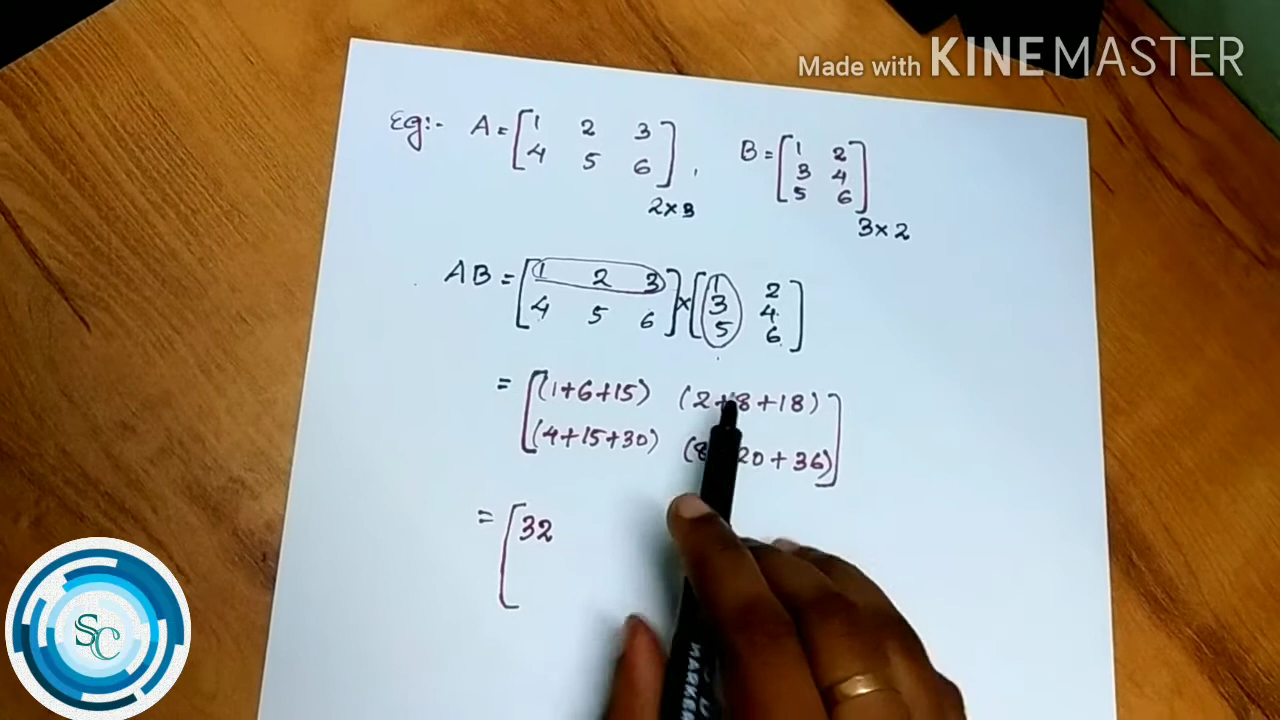 Made with KINEMASTER
Eg:- A = [1 2 3
4 5 6]2×3, B = [1 2
3 4
5 6]3×2
AB = [1 2 3
4 5 6] × [1 2
3 4
5 6]
= [(1+6+15) (2+8+18)
(4+15+30) (8 20+36)]
= [32
SC
MARKER